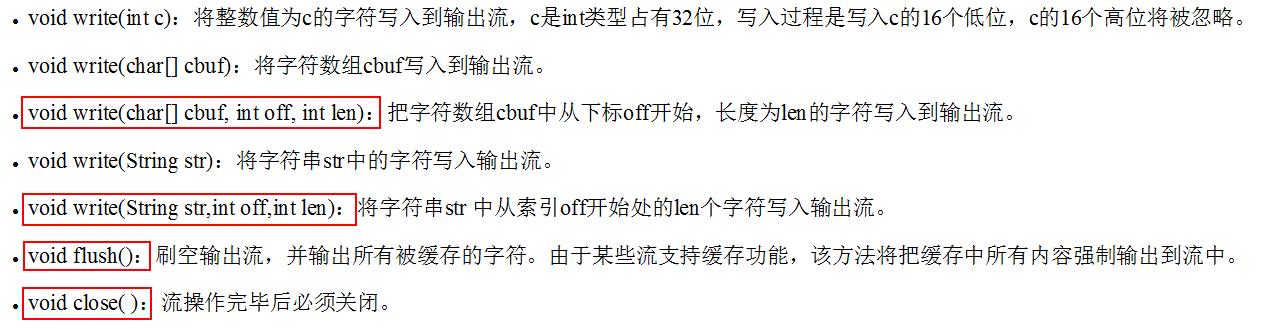 • void write(int c)：将整数值为c的字符写入到输出流，c是int类型占有32位，写入过程是写入c的16个低位，c的16个高位将被忽略。
• void write(char[] cbuf)：将字符数组cbuf写入到输出流。
• void write(char[] cbuf, int off, int len)：把字符数组cbuf中从下标off开始，长度为len的字符写入到输出流。
• void write(String str)：将字符串str中的字符写入输出流。
• void write(String str,int off,int len)：将字符串str 中从索引off开始处的len个字符写入输出流。
• void flush()：刷空输出流，并输出所有被缓存的字符。由于某些流支持缓存功能，该方法将把缓存中所有内容强制输出到流中。
• void close( )：流操作完毕后必须关闭。